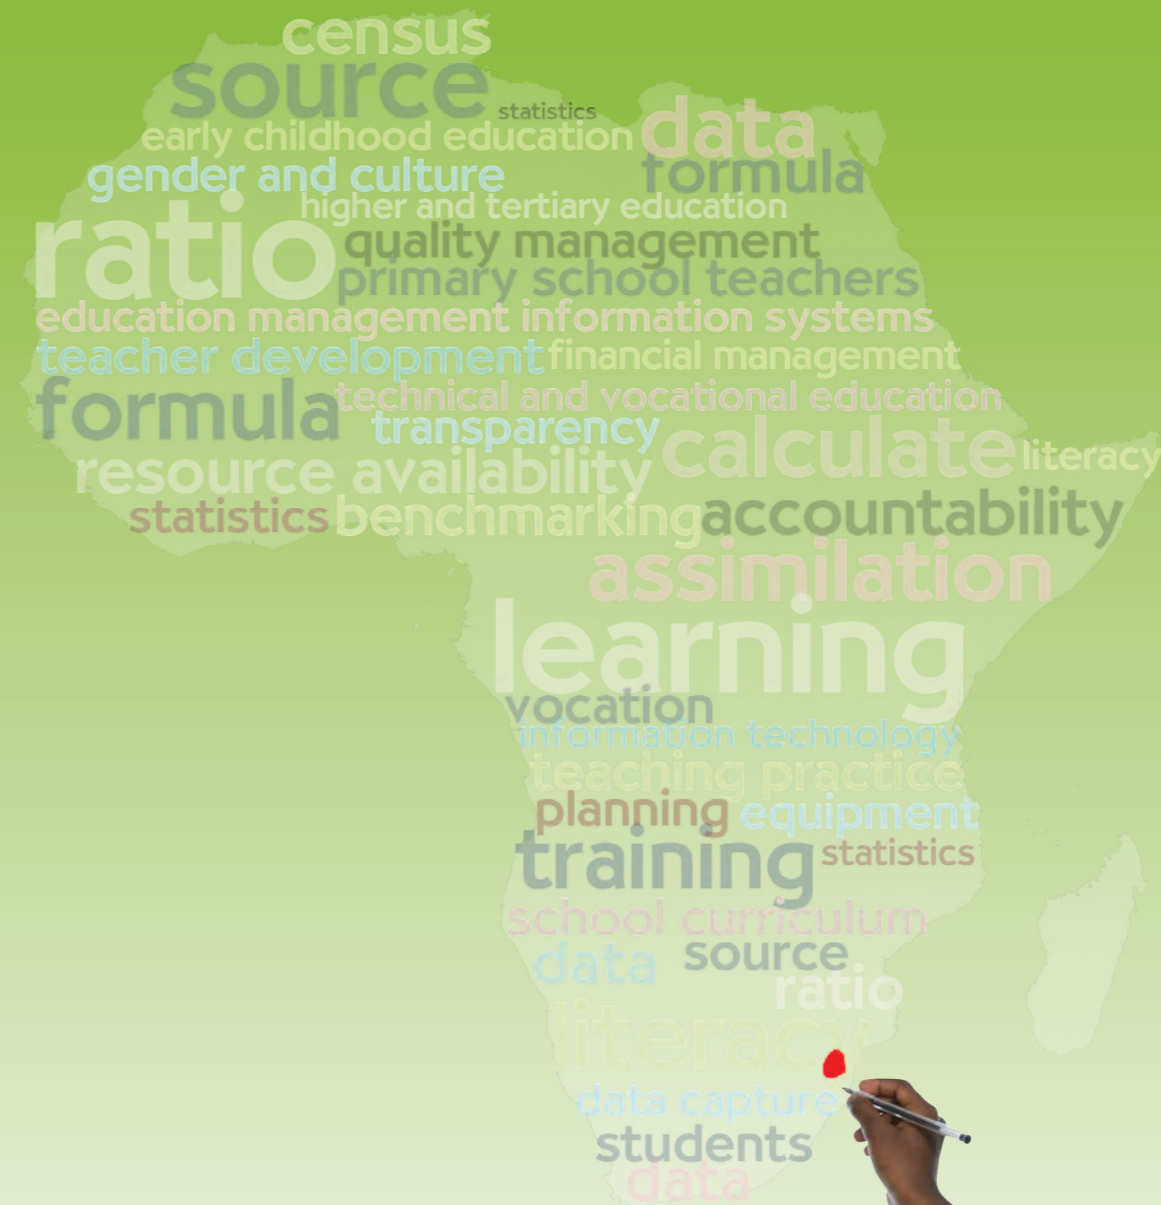 census
source
statistics
early childhood education
data
gender and culture
formula
higher and tertiary education
ratio
quality management
primary school teachers
education management information systems
teacher development
financial management
formula
technical and vocational education
transparency
calculate
literacy
resource availability
statistics
benchmarking
accountability
assimilation
learning
vocation
information technology
teaching practice
planning
equipment
training
statistics
school curriculum
data
source
ratio
literacy
data capture
students
data